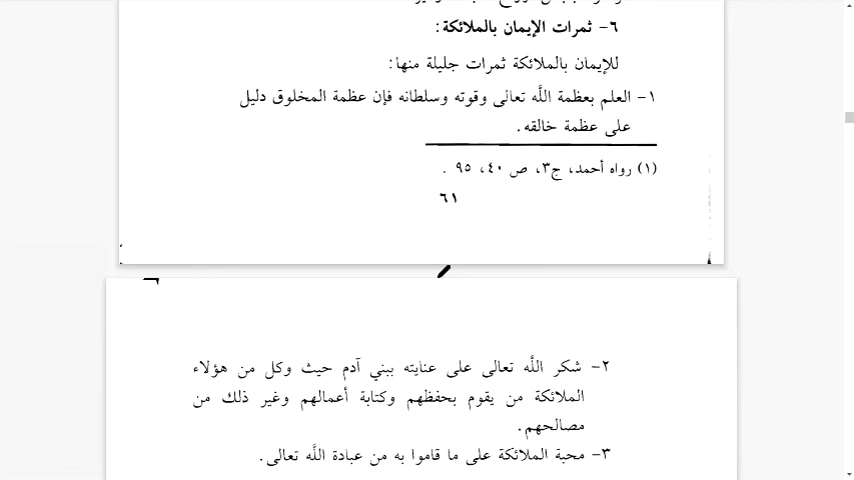 ٦- ثمرات الإيمان بالملائكة:
للإيمان بالملائكة ثمرات جليلة منها:
١- العلم بعظمة اللَّه تعالى وقوته وسلطانه فإن عظمة المخلوق دليل
على عظمة خالقه.
(١) رواه أحمد، ج٣، ص ٤٠، ٩٥ .
٦١
٢- شكر اللَّه تعالى على عنايته ببني آدم حيث وكل من هؤلاء
الملائكة من يقوم بحفظهم وكتابة أعمالهم وغير ذلك من
مصالحهم.
٣- محبة الملائكة على ما قاموا به من عبادة اللَّه تعالى.